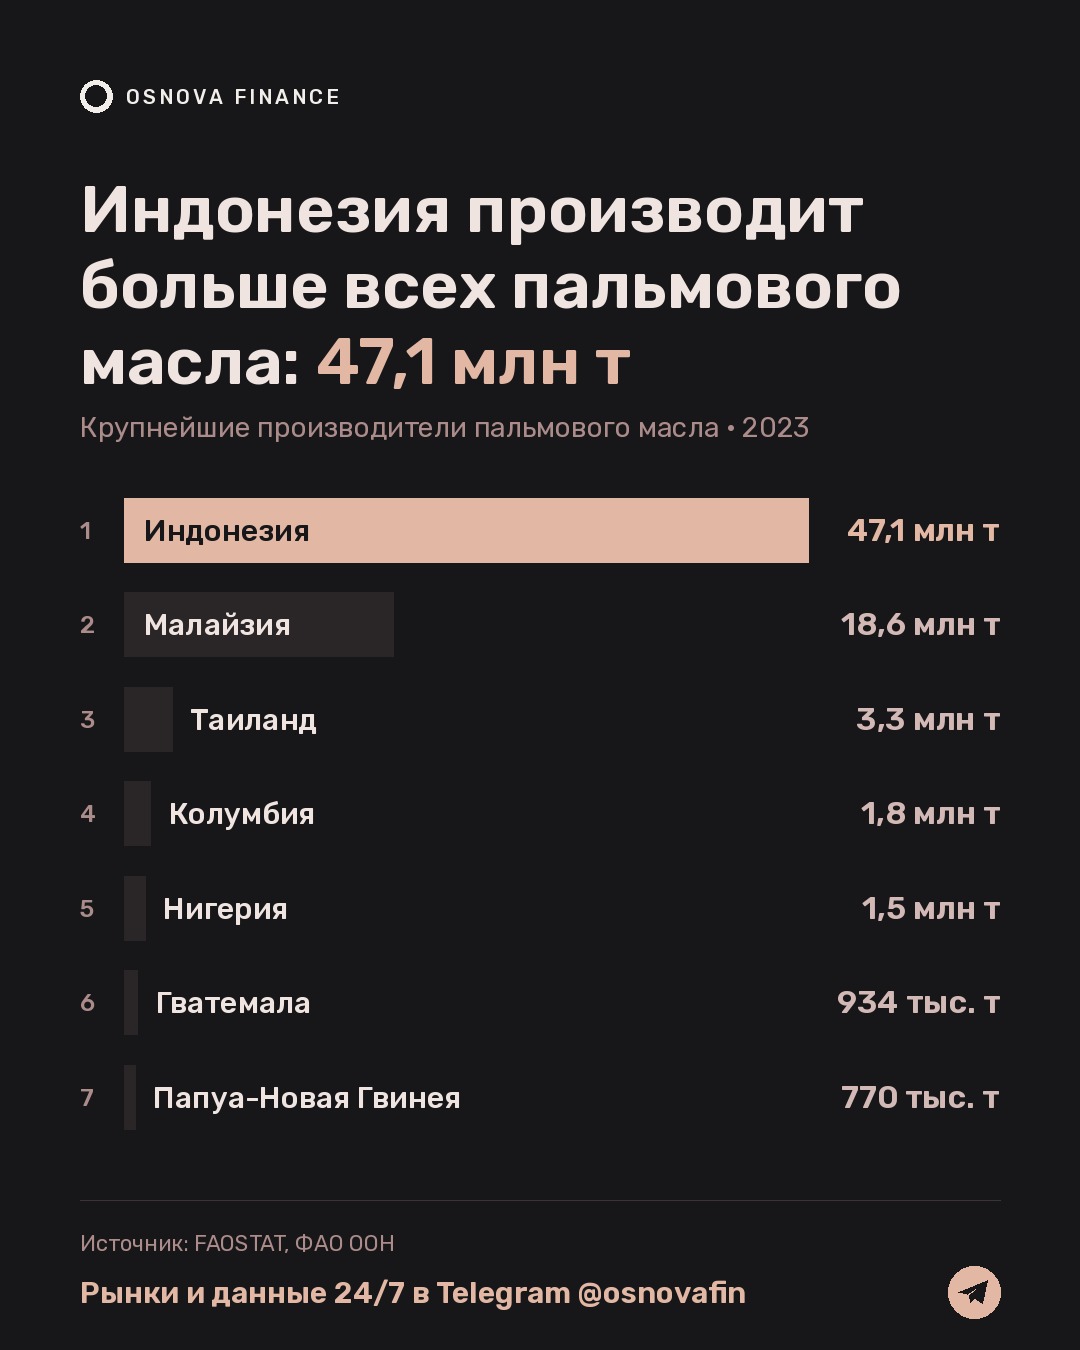 OSNOVA FINANCE
Индонезия производит
больше всех пальмового
масла: 47,1 млн т
Крупнейшие производители пальмового масла • 2023
1 Индонезия 47,1 млн т
2 Малайзия 18,6 млн т
3 Таиланд 3,3 млн т
4 Колумбия 1,8 млн т
5 Нигерия 1,5 млн т
6 Гватемала 934 тыс. т
7 Папуа-Новая Гвинея 770 тыс. т
Источник: FAOSTAT, ФАО ООН
Рынки и данные 24/7 в Telegram @osnovafin